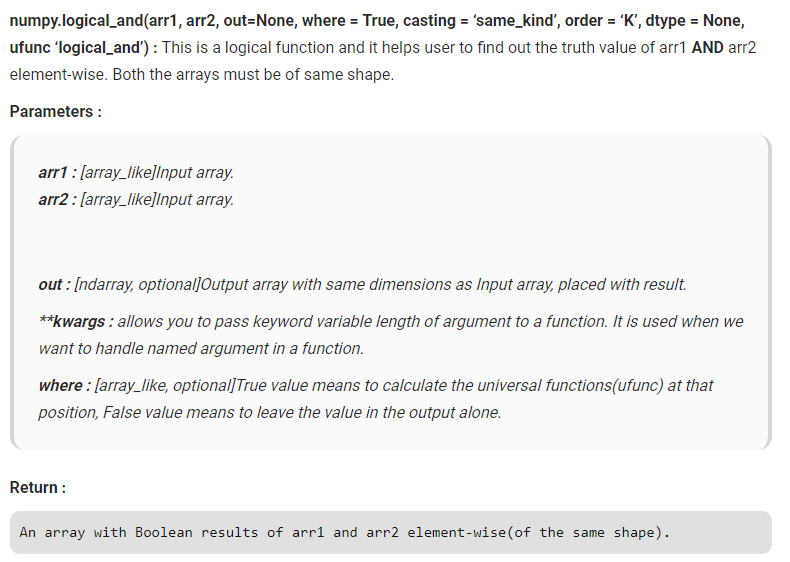 numpy.logical_and(arr1, arr2, out=None, where = True, casting = ‘same_kind’, order = ‘K’, dtype = None,
ufunc ‘logical_and’) : This is a logical function and it helps user to find out the truth value of arr1 AND arr2
element-wise. Both the arrays must be of same shape.
Parameters :
arr1 : [array_like]Input array.
arr2 : [array_like]Input array.
out : [ndarray, optional]Output array with same dimensions as Input array, placed with result.
**kwargs : allows you to pass keyword variable length of argument to a function. It is used when we
want to handle named argument in a function.
where : [array_like, optional]True value means to calculate the universal functions(ufunc) at that
position, False value means to leave the value in the output alone.
Return :
An array with Boolean results of arr1 and arr2 element-wise(of the same shape).